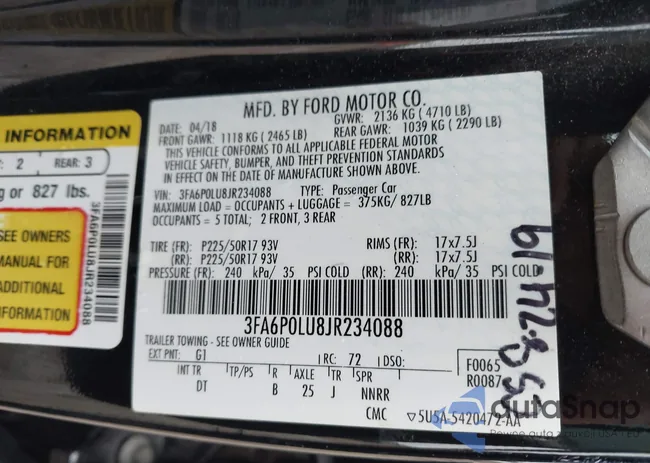 INFORMATION
: 2 REAR: 3
g or 827 lbs.
SEE OWNERS
MANUAL FOR
ADDITIONAL
INFORMATION
3FA6P0LU8JR234088
MFD. BY FORD MOTOR CO.
DATE: 04/18 GVWR: 2136 KG ( 4710 LB)
FRONT GAWR: 1118 KG ( 2465 LB) REAR GAWR: 1039 KG ( 2290 LB)
THIS VEHICLE CONFORMS TO ALL APPLICABLE FEDERAL MOTOR
VEHICLE SAFETY, BUMPER, AND THEFT PREVENTION STANDARDS
IN EFFECT ON THE DATE OF MANUFACTURE SHOWN ABOVE.
VIN: 3FA6P0LU8JR234088 TYPE: Passenger Car
MAXIMUM LOAD = OCCUPANTS + LUGGAGE = 375KG/ 827LB
OCCUPANTS = 5 TOTAL; 2 FRONT, 3 REAR
TIRE (FR): P225/50R17 93V RIMS (FR): 17x7.5J
(RR): P225/50R17 93V (RR): 17x7.5J
PRESSURE (FR): 240 kPa/ 35 PSI COLD (RR): 240 kPa/ 35 PSI COLD
3FA6P0LU8JR234088
TRAILER TOWING - SEE OWNER GUIDE
EXT PNT: G1 RC: 72 DSO: F0065
INT TR TP/PS R AXLE TR SPR R0087
DT B 25 J NNRR
CMC ▽5U5A-5420472-AA
autoSnap
Pewne auto z aukcji USA i EU